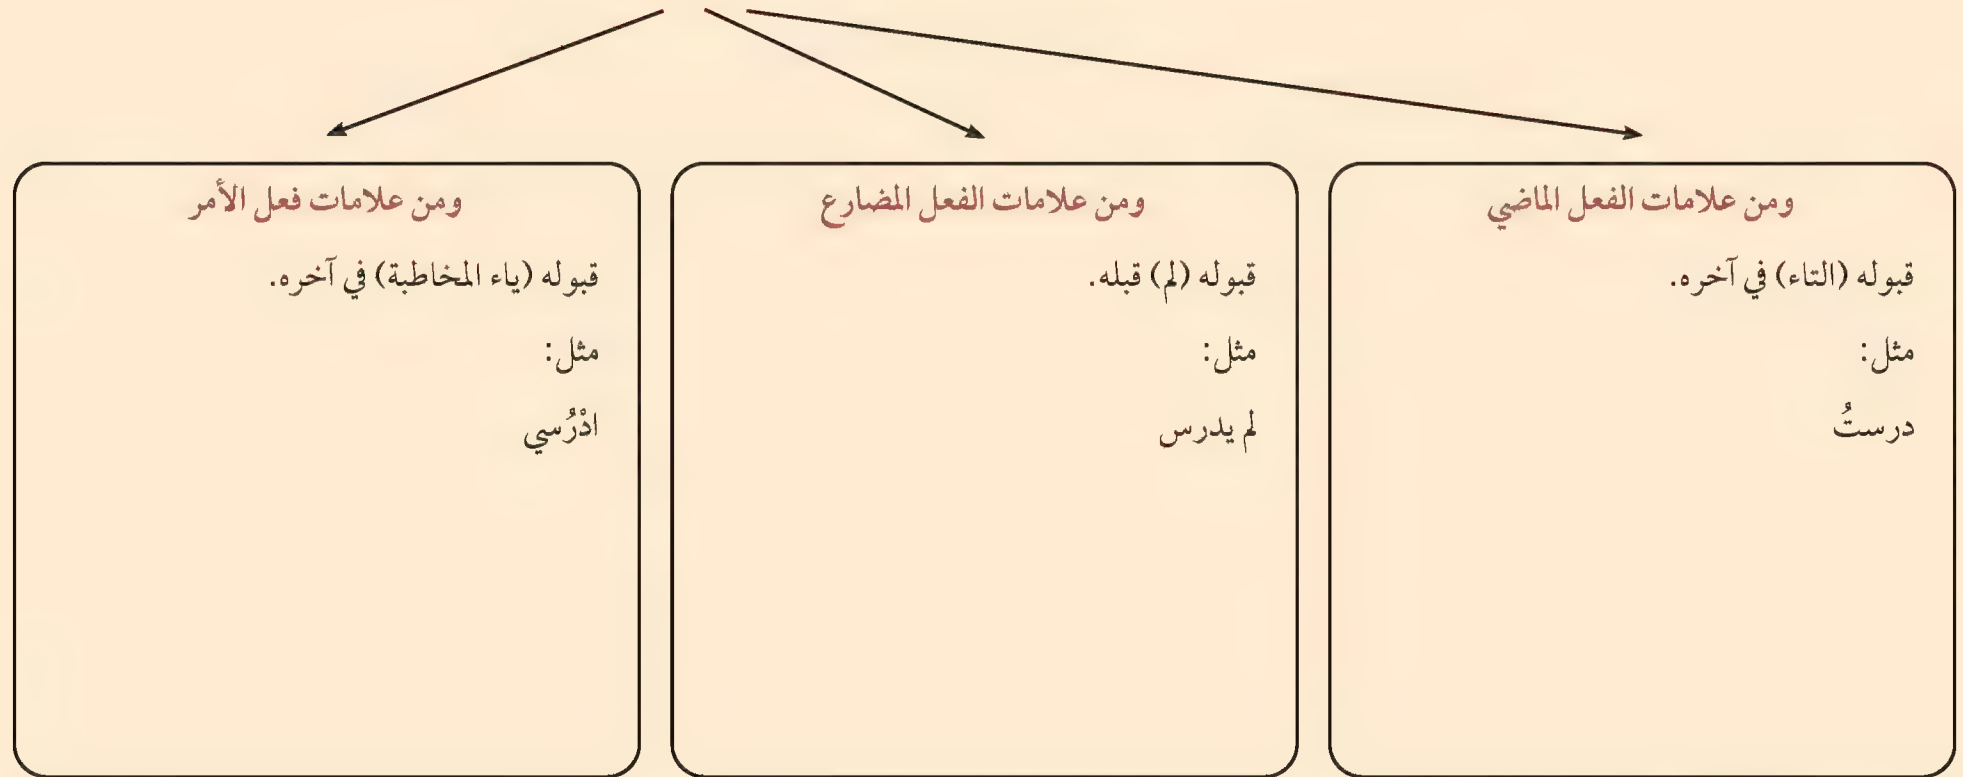 ومن علامات الفعل الماضي
قبوله (التاء) في آخره.
مثل:
درستُ
ومن علامات الفعل المضارع
قبوله (لم) قبله.
مثل:
لم يدرس
ومن علامات فعل الأمر
قبوله (ياء المخاطبة) في آخره.
مثل:
ادْرُسي